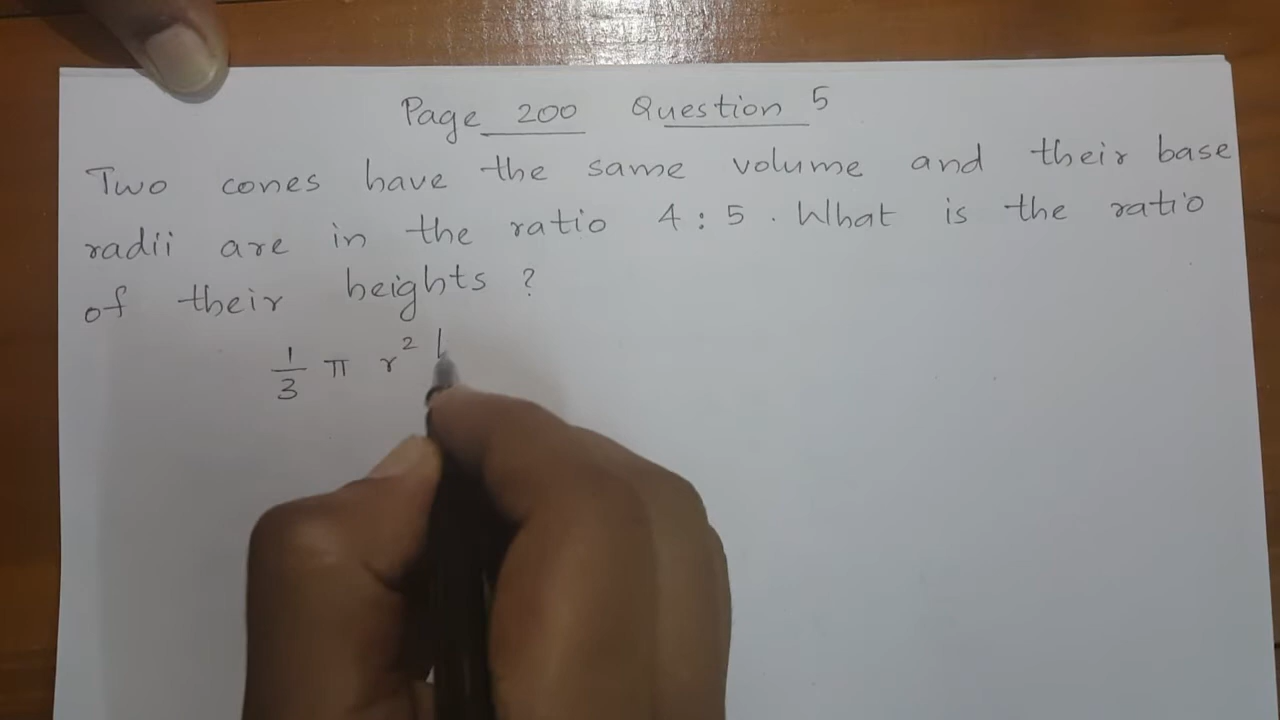 Page 200 Question 5
Two cones have the same volume and their base
radii are in the ratio 4 : 5 . What is the ratio
of their heights ?
1/3 π r²